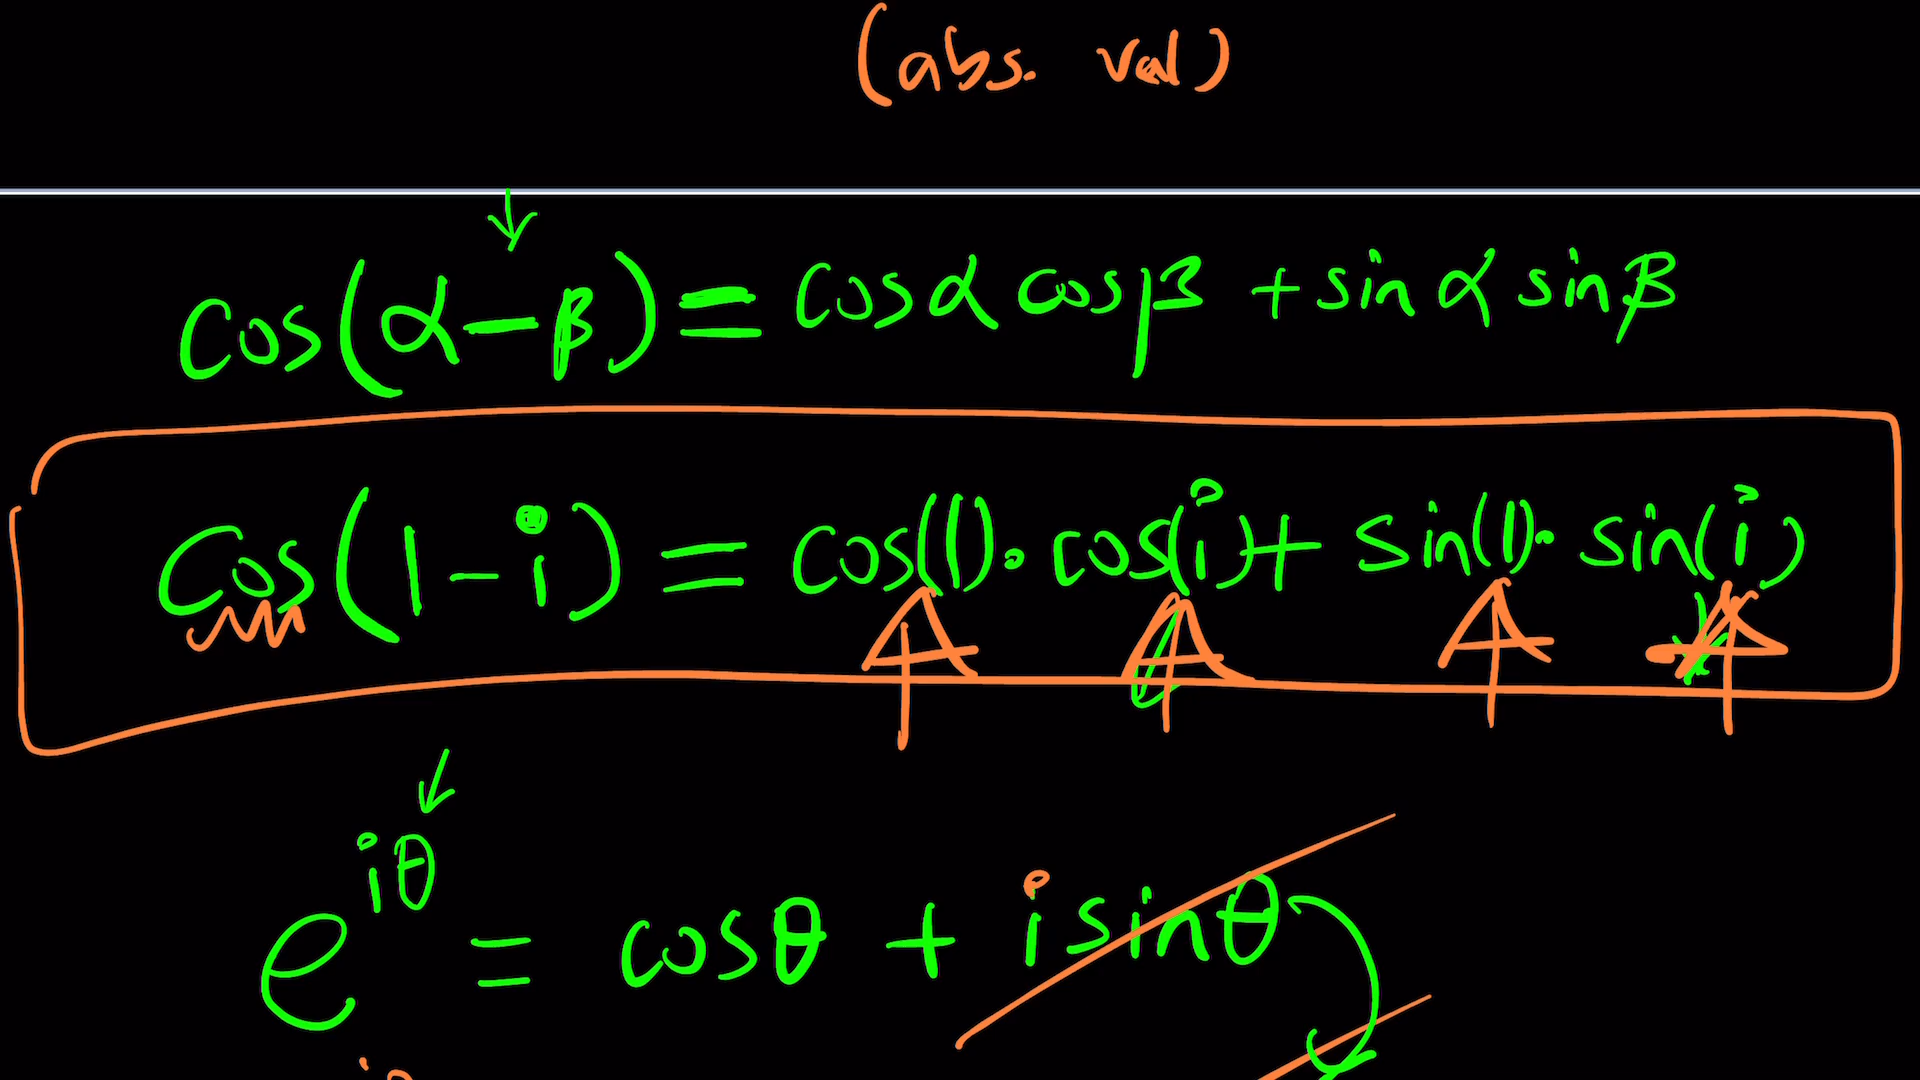 (abs. val)
Cos(α-β) = cosα cosβ + sinα sinβ
Cos(1-i) = cos(1)·cos(i) + sin(1)·sin(i)
e^{iθ} = cosθ + i sinθ